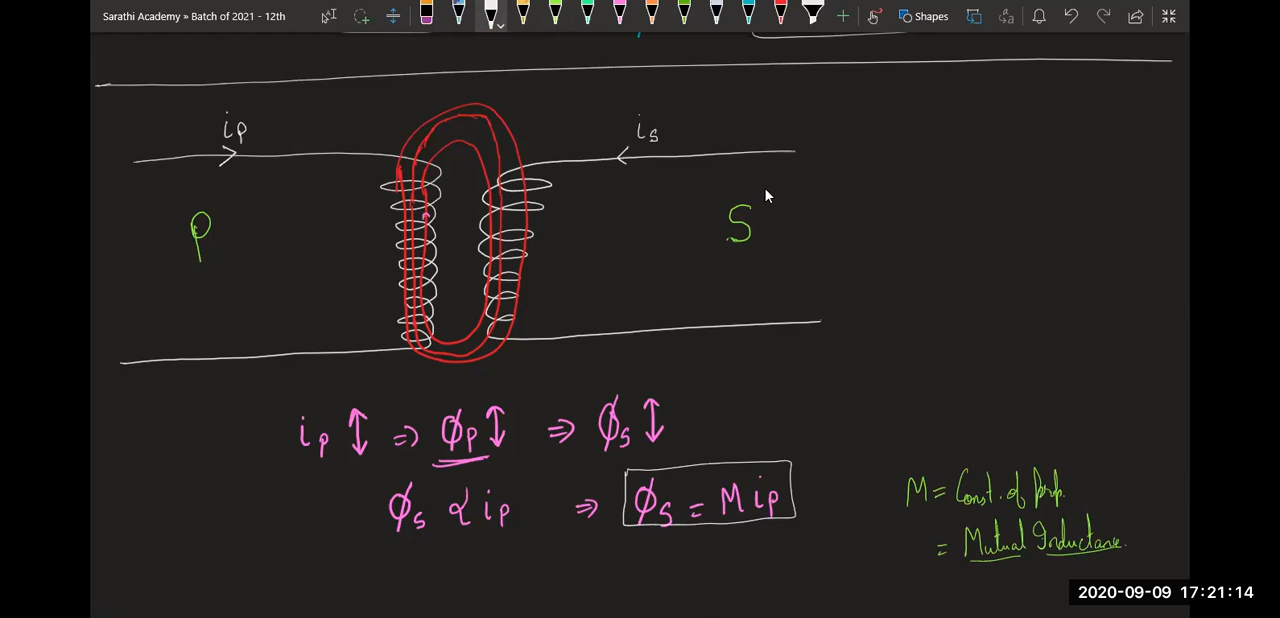 Sarathi Academy » Batch of 2021 - 12th
Shapes
ip
is
P
S
ip ↕ ⇒ ϕp ↕ ⇒ ϕs ↕
ϕs ∝ ip ⇒ ϕs = M ip
M = Const. of prop.
= Mutual Inductance.
2020-09-09 17:21:14